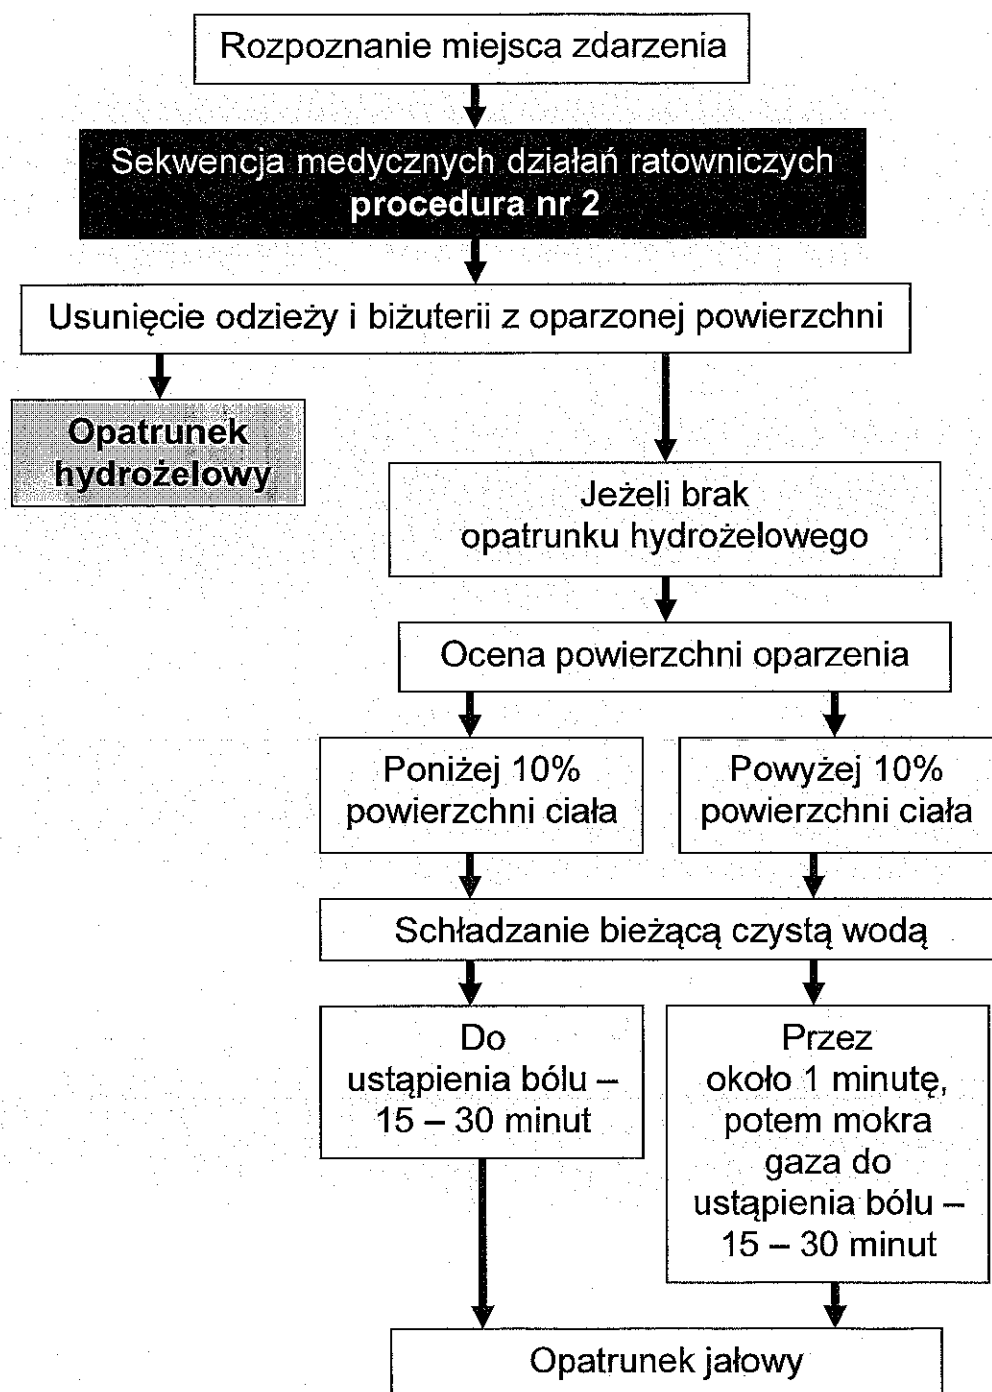 Rozpoznanie miejsca zdarzenia
Sekwencja medycznych działań ratowniczych
procedura nr 2
Usunięcie odzieży i biżuterii z oparzonej powierzchni
Opatrunek
hydrożelowy
Jeżeli brak
opatrunku hydrożelowego
Ocena powierzchni oparzenia
Poniżej 10%
powierzchni ciała
Powyżej 10%
powierzchni ciała
Schładzanie bieżącą czystą wodą
Do
ustąpienia bólu –
15 – 30 minut
Przez
około 1 minutę,
potem mokra
gaza do
ustąpienia bólu –
15 – 30 minut
Opatrunek jałowy